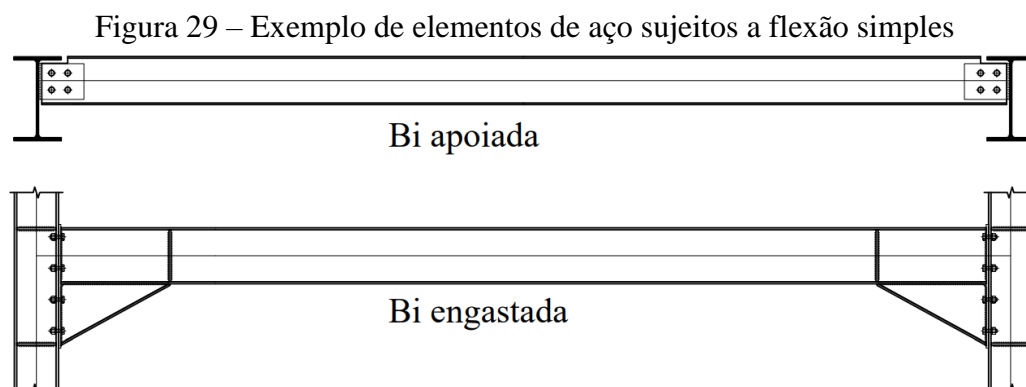 Figura 29 – Exemplo de elementos de aço sujeitos a flexão simples
Bi apoiada
Bi engastada